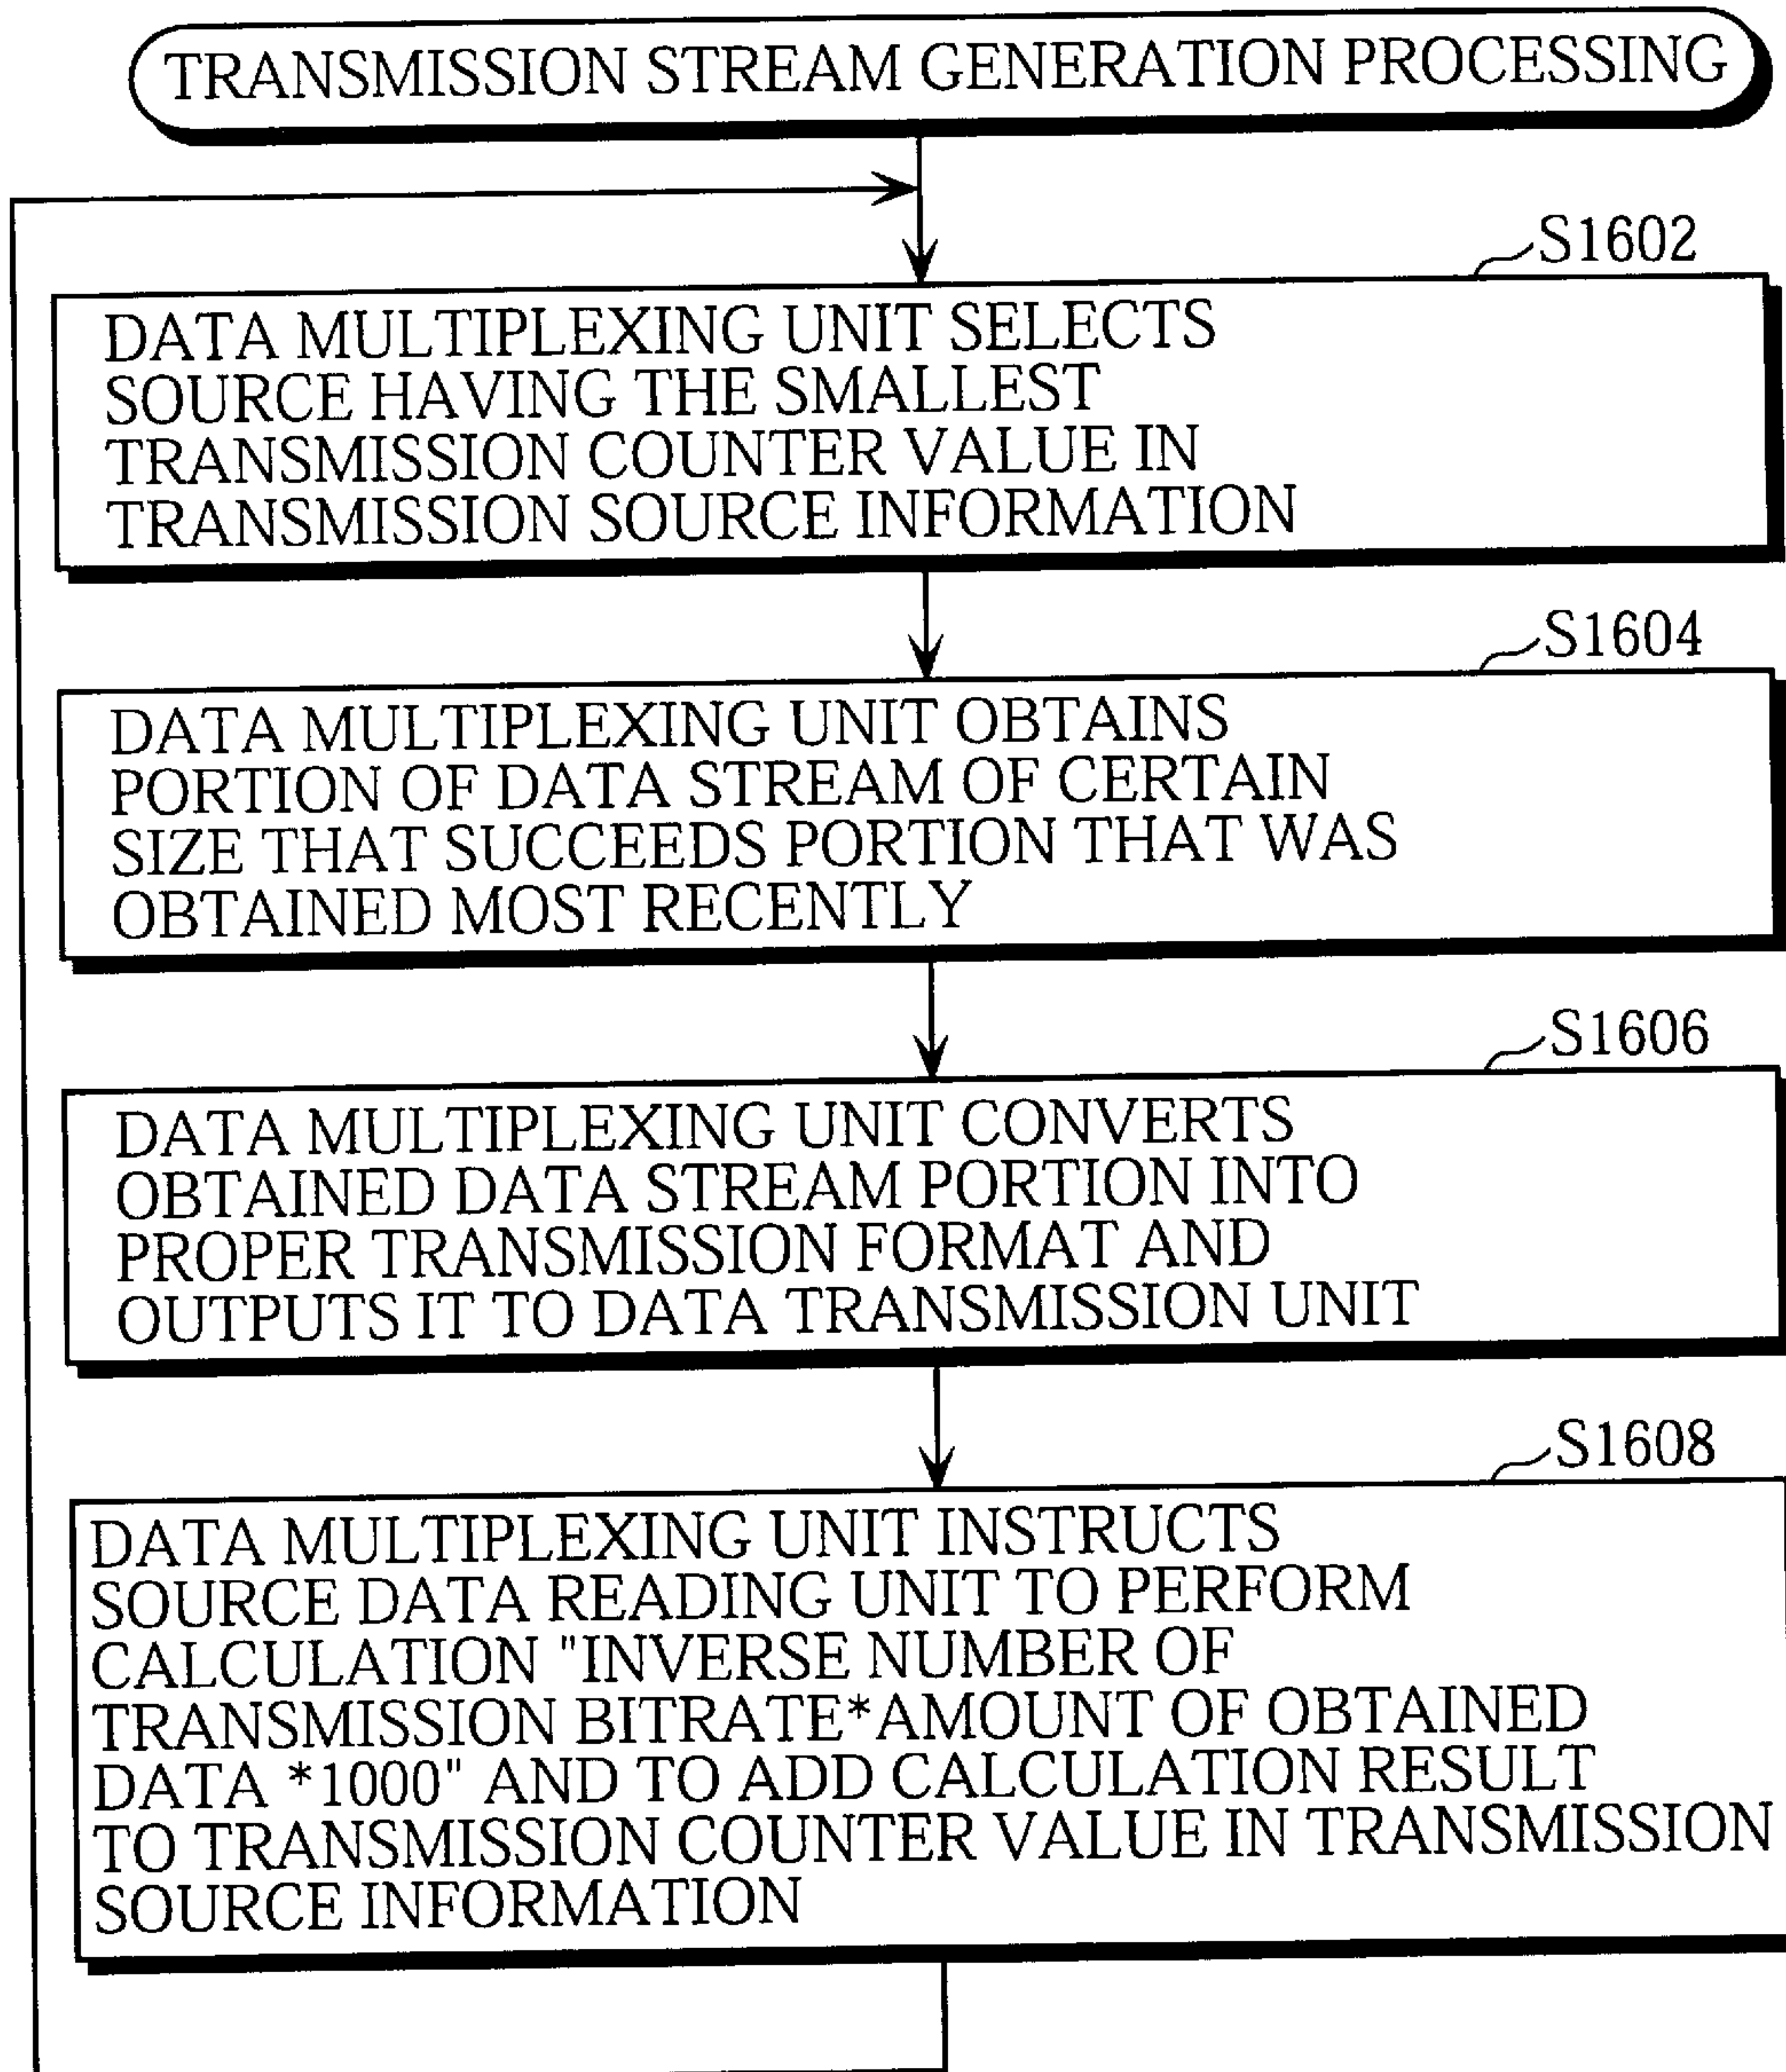 TRANSMISSION STREAM GENERATION PROCESSING
S1602
DATA MULTIPLEXING UNIT SELECTS
SOURCE HAVING THE SMALLEST
TRANSMISSION COUNTER VALUE IN
TRANSMISSION SOURCE INFORMATION
S1604
DATA MULTIPLEXING UNIT OBTAINS
PORTION OF DATA STREAM OF CERTAIN
SIZE THAT SUCCEEDS PORTION THAT WAS
OBTAINED MOST RECENTLY
S1606
DATA MULTIPLEXING UNIT CONVERTS
OBTAINED DATA STREAM PORTION INTO
PROPER TRANSMISSION FORMAT AND
OUTPUTS IT TO DATA TRANSMISSION UNIT
S1608
DATA MULTIPLEXING UNIT INSTRUCTS
SOURCE DATA READING UNIT TO PERFORM
CALCULATION "INVERSE NUMBER OF
TRANSMISSION BITRATE*AMOUNT OF OBTAINED
DATA *1000" AND TO ADD CALCULATION RESULT
TO TRANSMISSION COUNTER VALUE IN TRANSMISSION
SOURCE INFORMATION